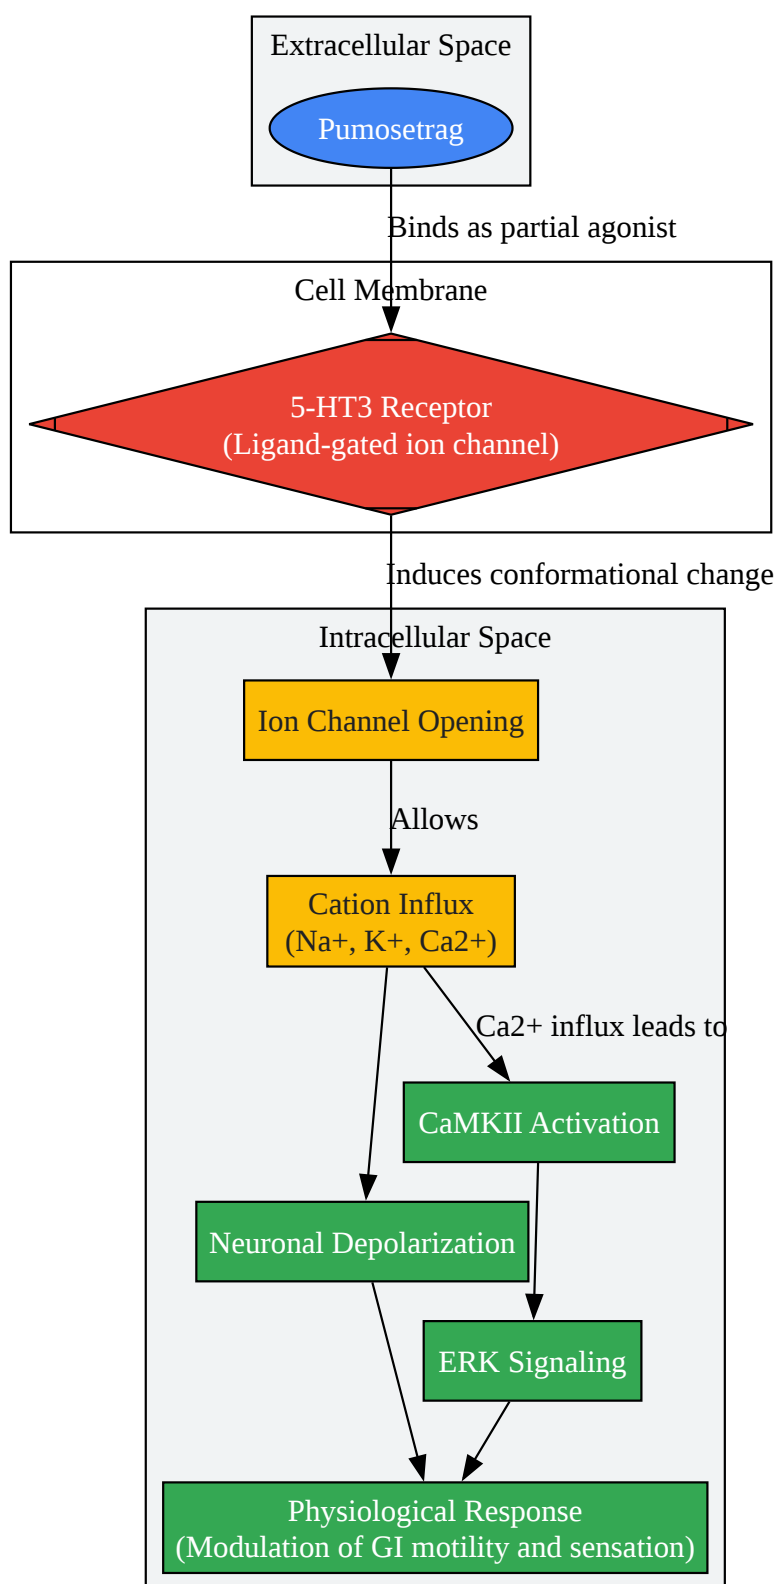 Extracellular Space
Pumosetrag
Binds as partial agonist
Cell Membrane
5-HT3 Receptor
(Ligand-gated ion channel)
Induces conformational change
Intracellular Space
Ion Channel Opening
Allows
Cation Influx
(Na+, K+, Ca2+)
Ca2+ influx leads to
CaMKII Activation
Neuronal Depolarization
ERK Signaling
Physiological Response
(Modulation of GI motility and sensation)